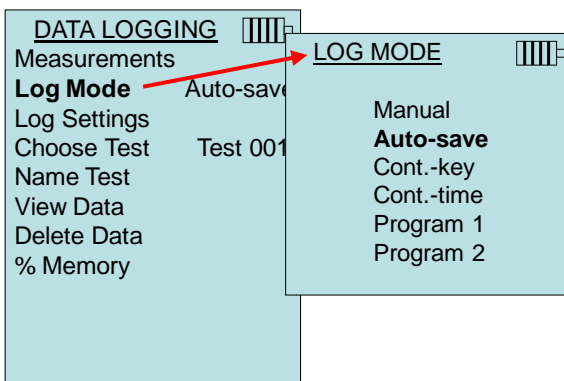 DATA LOGGING
Measurements
Log Mode Auto-save
Log Settings
Choose Test Test 001
Name Test
View Data
Delete Data
% Memory
LOG MODE
Manual
Auto-save
Cont.-key
Cont.-time
Program 1
Program 2